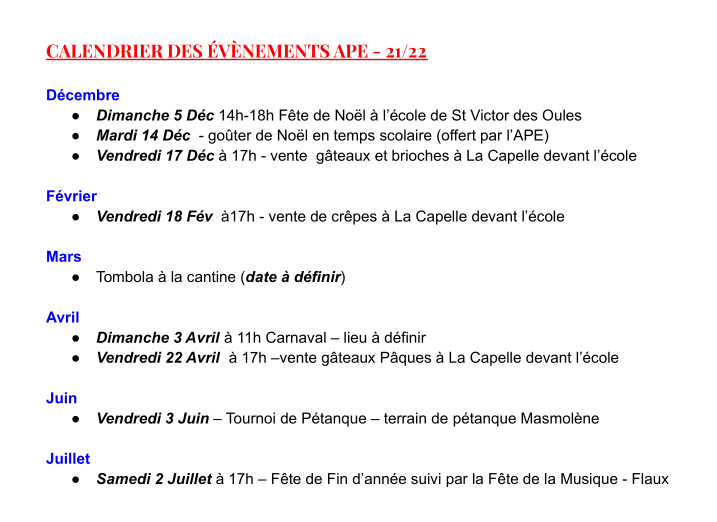 CALENDRIER DES ÉVÈNEMENTS APE - 21/22
Décembre
● Dimanche 5 Déc 14h-18h Fête de Noël à l'école de St Victor des Oules
● Mardi 14 Déc - goûter de Noël en temps scolaire (offert par l'APE)
● Vendredi 17 Déc à 17h - vente gâteaux et brioches à La Capelle devant l'école
Février
● Vendredi 18 Fév à17h - vente de crêpes à La Capelle devant l'école
Mars
● Tombola à la cantine (date à définir)
Avril
● Dimanche 3 Avril à 11h Carnaval – lieu à définir
● Vendredi 22 Avril à 17h –vente gâteaux Pâques à La Capelle devant l'école
Juin
● Vendredi 3 Juin – Tournoi de Pétanque – terrain de pétanque Masmolène
Juillet
● Samedi 2 Juillet à 17h – Fête de Fin d'année suivi par la Fête de la Musique - Flaux